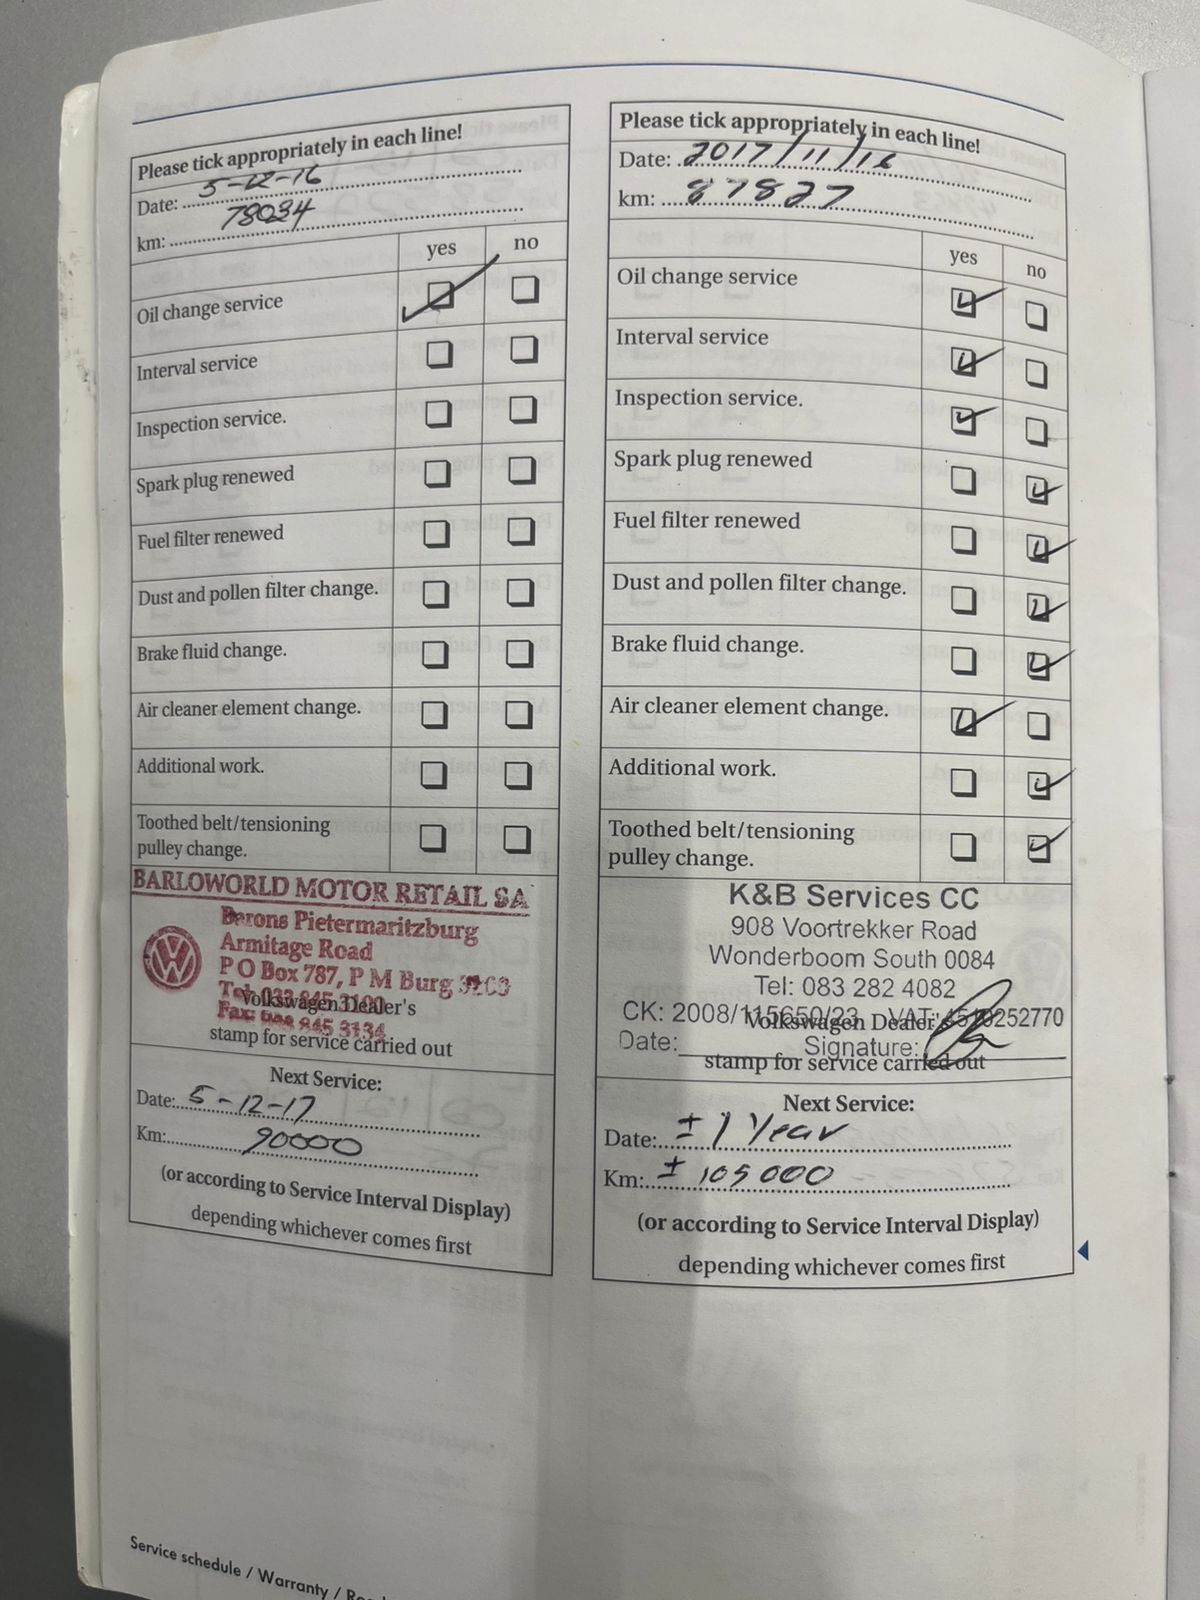 Please tick appropriately in each line!
Date: 5-12-16
km: 78034
yes no
Oil change service
Interval service
Inspection service.
Spark plug renewed
Fuel filter renewed
Dust and pollen filter change.
Brake fluid change.
Air cleaner element change.
Additional work.
Toothed belt/tensioning
pulley change.
BARLOWORLD MOTOR RETAIL SA
Barons Pietermaritzburg
Armitage Road
P O Box 787, P M Burg 3200
Volkswagen Dealer's
stamp for service carried out
Next Service:
Date: 5-12-17
Km: 90000
(or according to Service Interval Display)
depending whichever comes first
Please tick appropriately in each line!
Date: 2017/11/16
km: 87827
yes no
Oil change service
Interval service
Inspection service.
Spark plug renewed
Fuel filter renewed
Dust and pollen filter change.
Brake fluid change.
Air cleaner element change.
Additional work.
Toothed belt/tensioning
pulley change.
K&B Services CC
908 Voortrekker Road
Wonderboom South 0084
Tel: 083 282 4082
CK: 2008/115650/23 VAT:
Volkswagen Dealer's
Date: Signature:
stamp for service carried out
Next Service:
Date: ± 1 Year
Km: ± 105 000
(or according to Service Interval Display)
depending whichever comes first
Service schedule / Warranty /